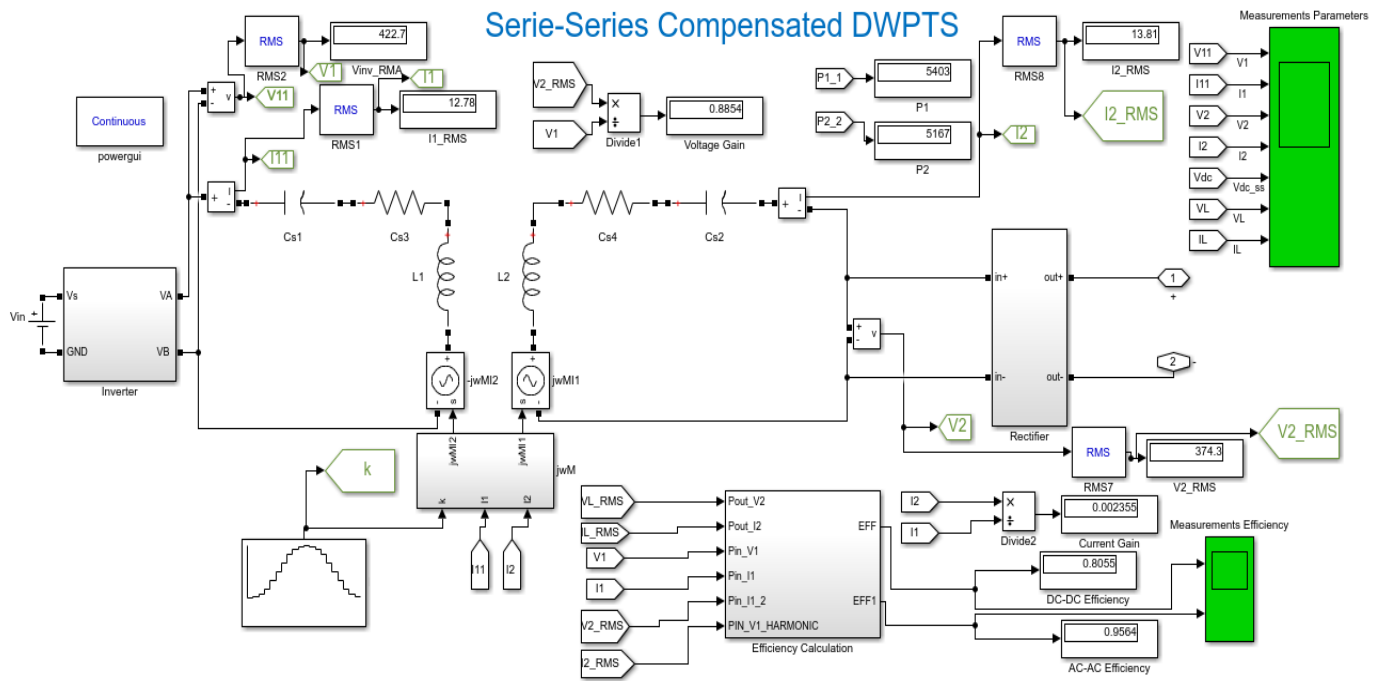 Serie-Series Compensated DWPTS
Measurements Parameters
RMS
RMS2
422.7
Vinv_RMA
V1
I1
V11
v
+
-
Continuous
powergui
RMS
RMS1
12.78
I1_RMS
I11
V2_RMS
V1
×
÷
Divide1
0.8854
Voltage Gain
P1_1
5403
P1
P2_2
5167
P2
RMS
RMS8
13.81
I2_RMS
I2_RMS
I2
V11
V1
I11
I1
V2
V2
I2
I2
Vdc
Vdc_ss
VL
VL
IL
IL
+
I
-
+
Cs1
+
Cs3
+
L1
+
L2
+
Cs4
+
Cs2
+
I
-
Vin
+
Vs
GND
VA
VB
Inverter
+
-
s
-jwMI2
+
-
s
jwMI1
+
-
v
in+
in-
out+
out-
Rectifier
1
+
2
-
V2
RMS
RMS7
374.3
V2_RMS
V2_RMS
k
jwMI2
jwMI1
k
I1
I2
jwM
I11
I2
VL_RMS
IL_RMS
V1
I1
V2_RMS
I2_RMS
Pout_V2
Pout_I2
Pin_V1
Pin_I1
Pin_I1_2
PIN_V1_HARMONIC
EFF
EFF1
Efficiency Calculation
I2
I1
×
÷
Divide2
0.002355
Current Gain
0.8055
DC-DC Efficiency
0.9564
AC-AC Efficiency
Measurements Efficiency